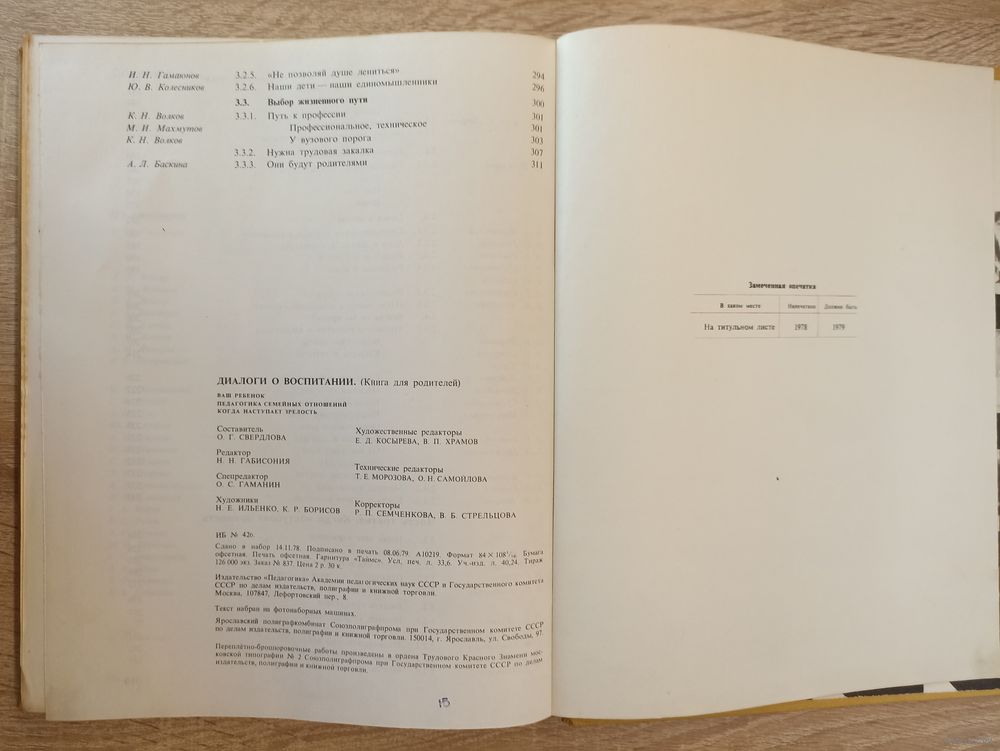 И. Н. Гамаюнов 3.2.5. «Не позволяй душе лениться» 294
Ю. В. Колесников 3.2.6. Наши дети — наши единомышленники 296
3.3. Выбор жизненного пути 300
К. Н. Волков 3.3.1. Путь к профессии 301
М. И. Махмутов Профессиональное, техническое 301
К. Н. Волков У вузового порога 303
3.3.2. Нужна трудовая закалка 307
А. Л. Баскина 3.3.3. Они будут родителями 311
ДИАЛОГИ О ВОСПИТАНИИ. (Книга для родителей)
ВАШ РЕБЕНОК
ПЕДАГОГИКА СЕМЕЙНЫХ ОТНОШЕНИЙ
КОГДА НАСТУПАЕТ ЗРЕЛОСТЬ
Составитель
О. Г. СВЕРДЛОВА
Редактор
Н. Н. ГАБИСОНИЯ
Спецредактор
О. С. ГАМАНИН
Художники
Н. Е. ИЛЬЕНКО, К. Р. БОРИСОВ
Художественные редакторы
Е. Д. КОСЫРЕВА, В. П. ХРАМОВ
Технические редакторы
Т. Е. МОРОЗОВА, О. Н. САМОЙЛОВА
Корректоры
Р. П. СЕМЧЕНКОВА, В. Б. СТРЕЛЬЦОВА
ИБ № 426.
Сдано в набор 14.11.78. Подписано в печать 08.06.79. А10219. Формат 84 × 108 1/16. Бумага
офсетная. Печать офсетная. Гарнитура «Таймс». Усл. печ. л. 33,6. Уч.-изд. л. 40,24. Тираж
126 000 экз. Заказ № 837. Цена 2 р. 30 к.
Издательство «Педагогика» Академии педагогических наук СССР и Государственного комитета
СССР по делам издательств, полиграфии и книжной торговли.
Москва, 107847, Лефортовский пер., 8.
Текст набран на фотонаборных машинах.
Ярославский полиграфкомбинат Союзполиграфпрома при Государственном комитете СССР
по делам издательств, полиграфии и книжной торговли. 150014, г. Ярославль, ул. Свободы, 97.
Переплётно-брошюровочные работы произведены в ордена Трудового Красного Знамени мос-
ковской типографии № 2 Союзполиграфпрома при Государственном комитете СССР по делам
издательств, полиграфии и книжной торговли.
15
Замеченная опечатка
В каком месте Напечатано Должно быть
На титульном листе 1978 1979